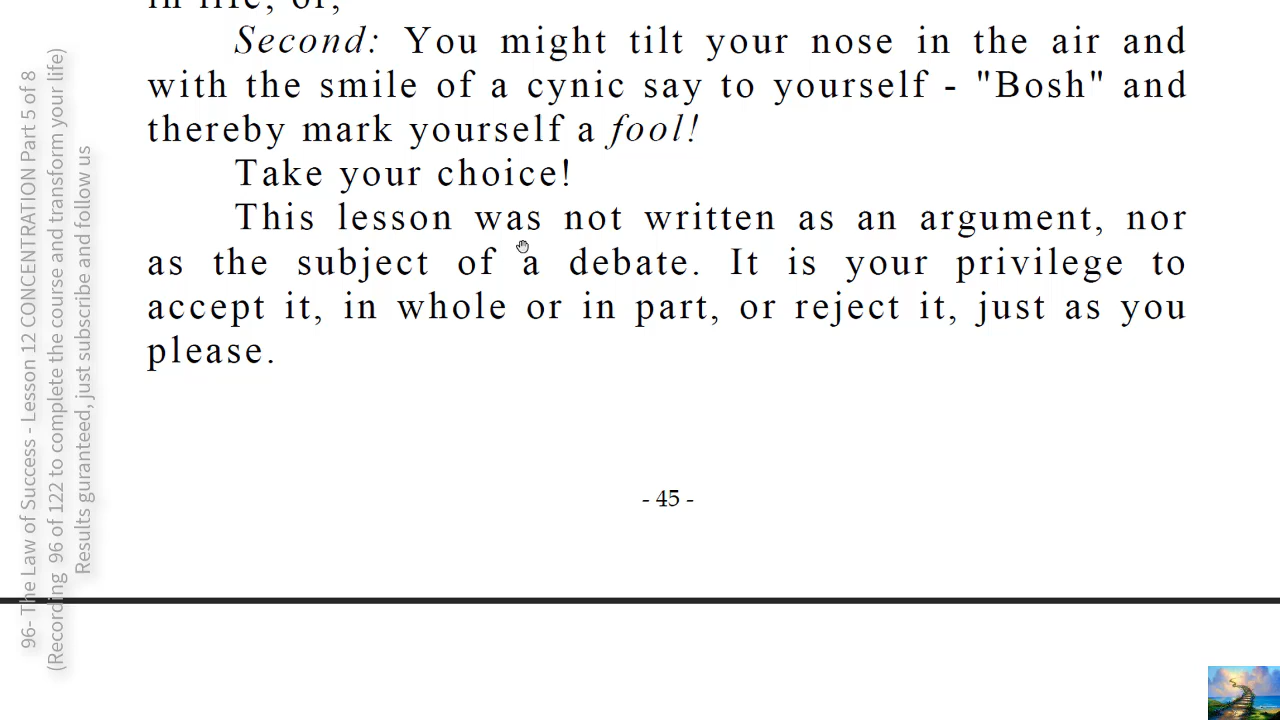 in life, or,
Second: You might tilt your nose in the air and
with the smile of a cynic say to yourself - "Bosh" and
thereby mark yourself a fool!
Take your choice!
This lesson was not written as an argument, nor
as the subject of a debate. It is your privilege to
accept it, in whole or in part, or reject it, just as you
please.
- 45 -
96- The Law of Success - Lesson 12 CONCENTRATION Part 5 of 8
(Recording 96 of 122 to complete the course and transform your life)
Results guranteed, just subscribe and follow us